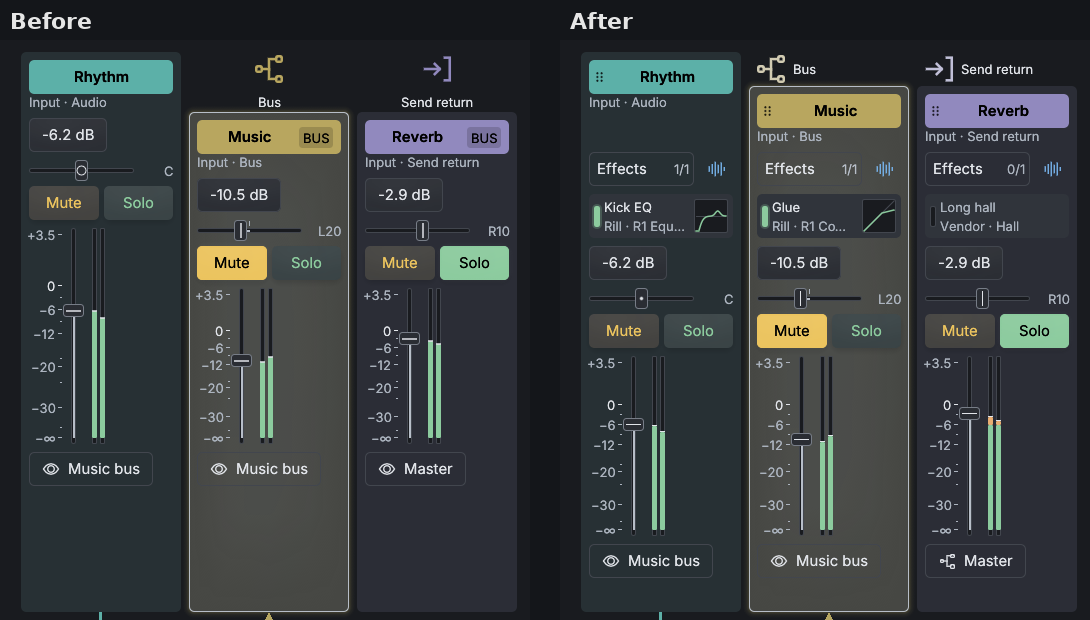 Before
Rhythm
Input · Audio
-6.2 dB
C
Mute
Solo
+3.5
0
−6
−12
−20
−30
−∞
Music bus
Bus
Music
BUS
Input · Bus
-10.5 dB
L20
Mute
Solo
+3.5
0
−6
−12
−20
−30
−∞
Music bus
Send return
Reverb
BUS
Input · Send return
-2.9 dB
R10
Mute
Solo
+3.5
0
−6
−12
−20
−30
−∞
Master
After
Rhythm
Input · Audio
Effects
1/1
Kick EQ
Rill · R1 Equ...
-6.2 dB
C
Mute
Solo
+3.5
0
−6
−12
−20
−30
−∞
Music bus
Bus
Music
Input · Bus
Effects
1/1
Glue
Rill · R1 Co...
-10.5 dB
L20
Mute
Solo
+3.5
0
−6
−12
−20
−30
−∞
Music bus
Send return
Reverb
Input · Send return
Effects
0/1
Long hall
Vendor · Hall
-2.9 dB
R10
Mute
Solo
+3.5
0
−6
−12
−20
−30
−∞
Master